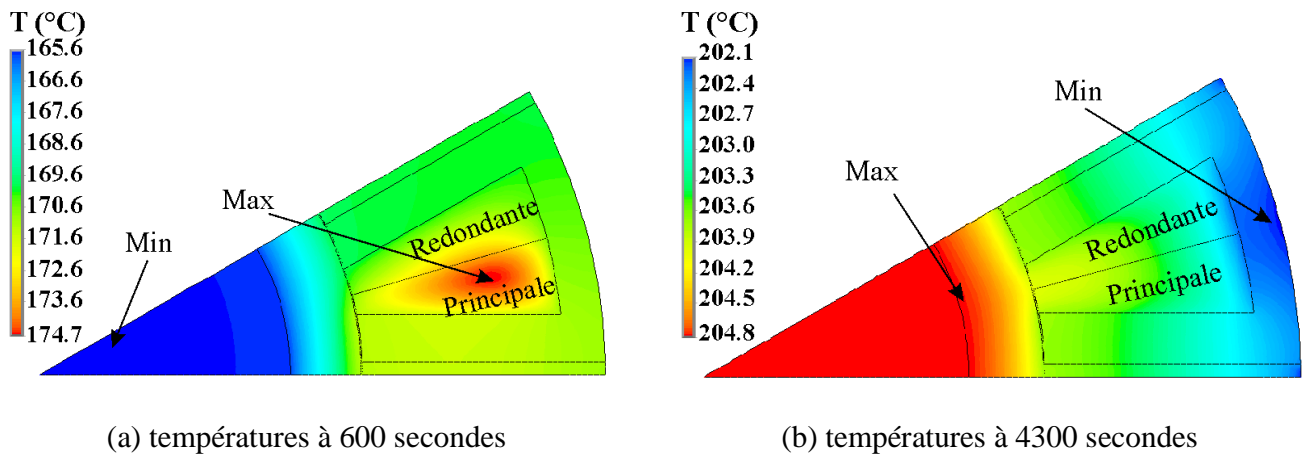 T (°C)
165.6
166.6
167.6
168.6
169.6
170.6
171.6
172.6
173.6
174.7
Min
Max
Redondante
Principale
(a) températures à 600 secondes
T (°C)
202.1
202.4
202.7
203.0
203.3
203.6
203.9
204.2
204.5
204.8
Min
Max
Redondante
Principale
(b) températures à 4300 secondes